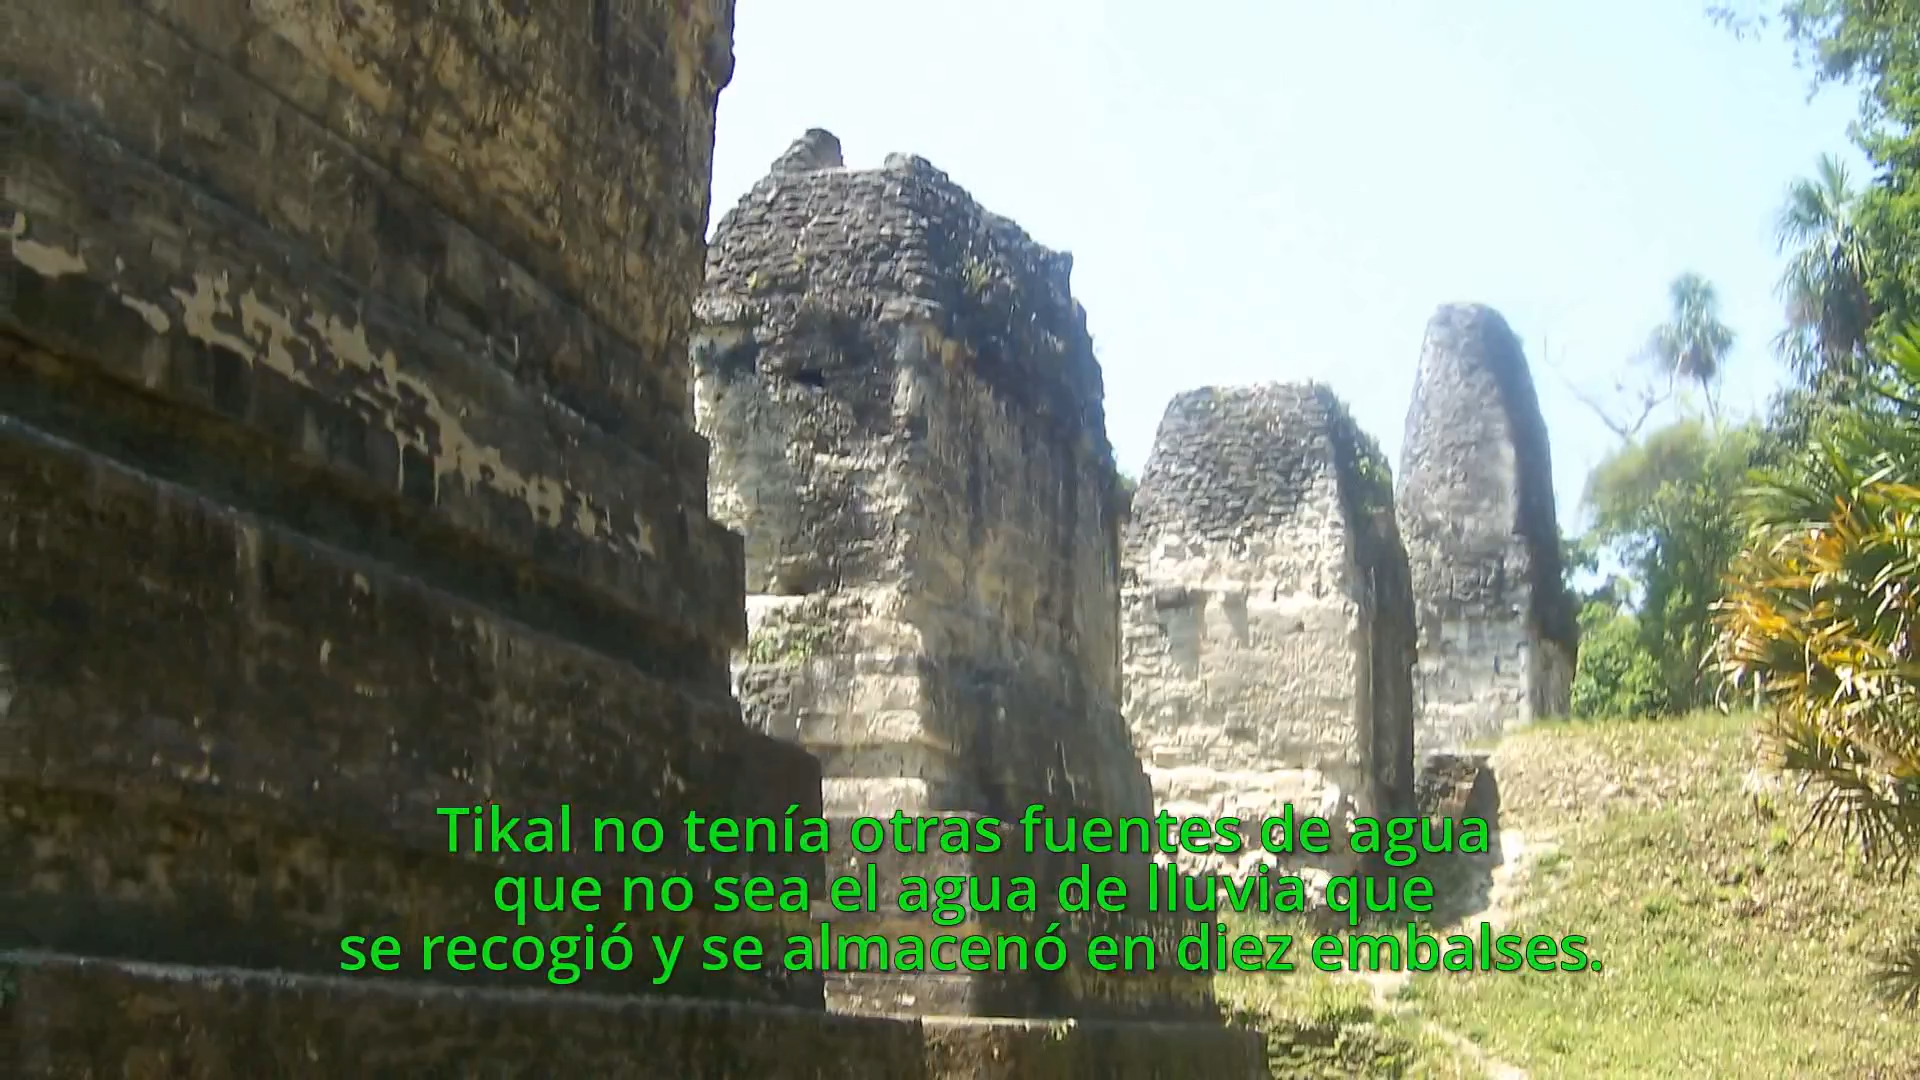 Tikal no tenía otras fuentes de agua
que no sea el agua de lluvia que
se recogió y se almacenó en diez embalses.